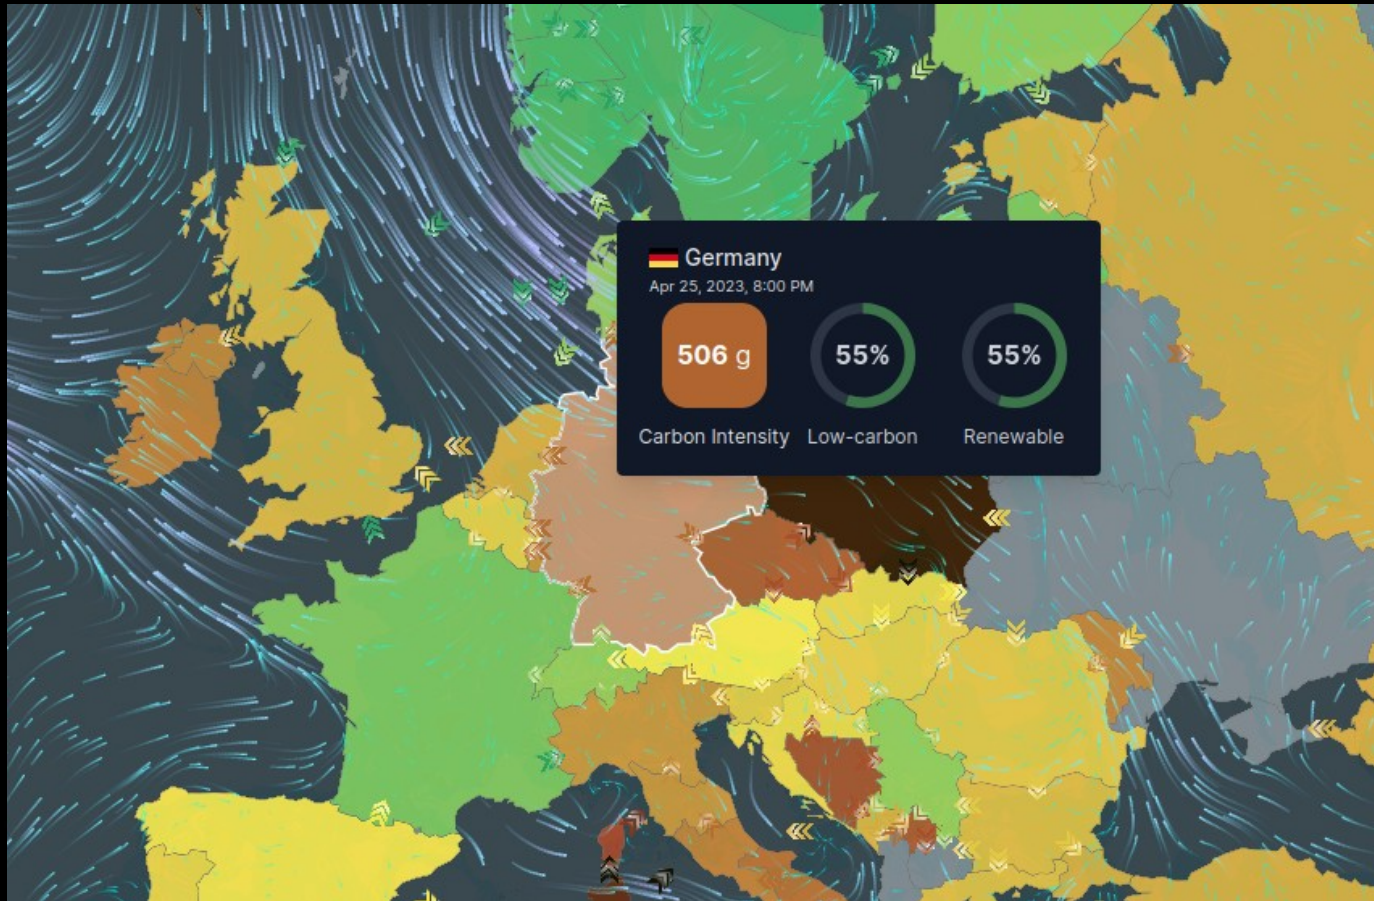 Germany
Apr 25, 2023, 8:00 PM
506 g
55%
55%
Carbon Intensity
Low-carbon
Renewable